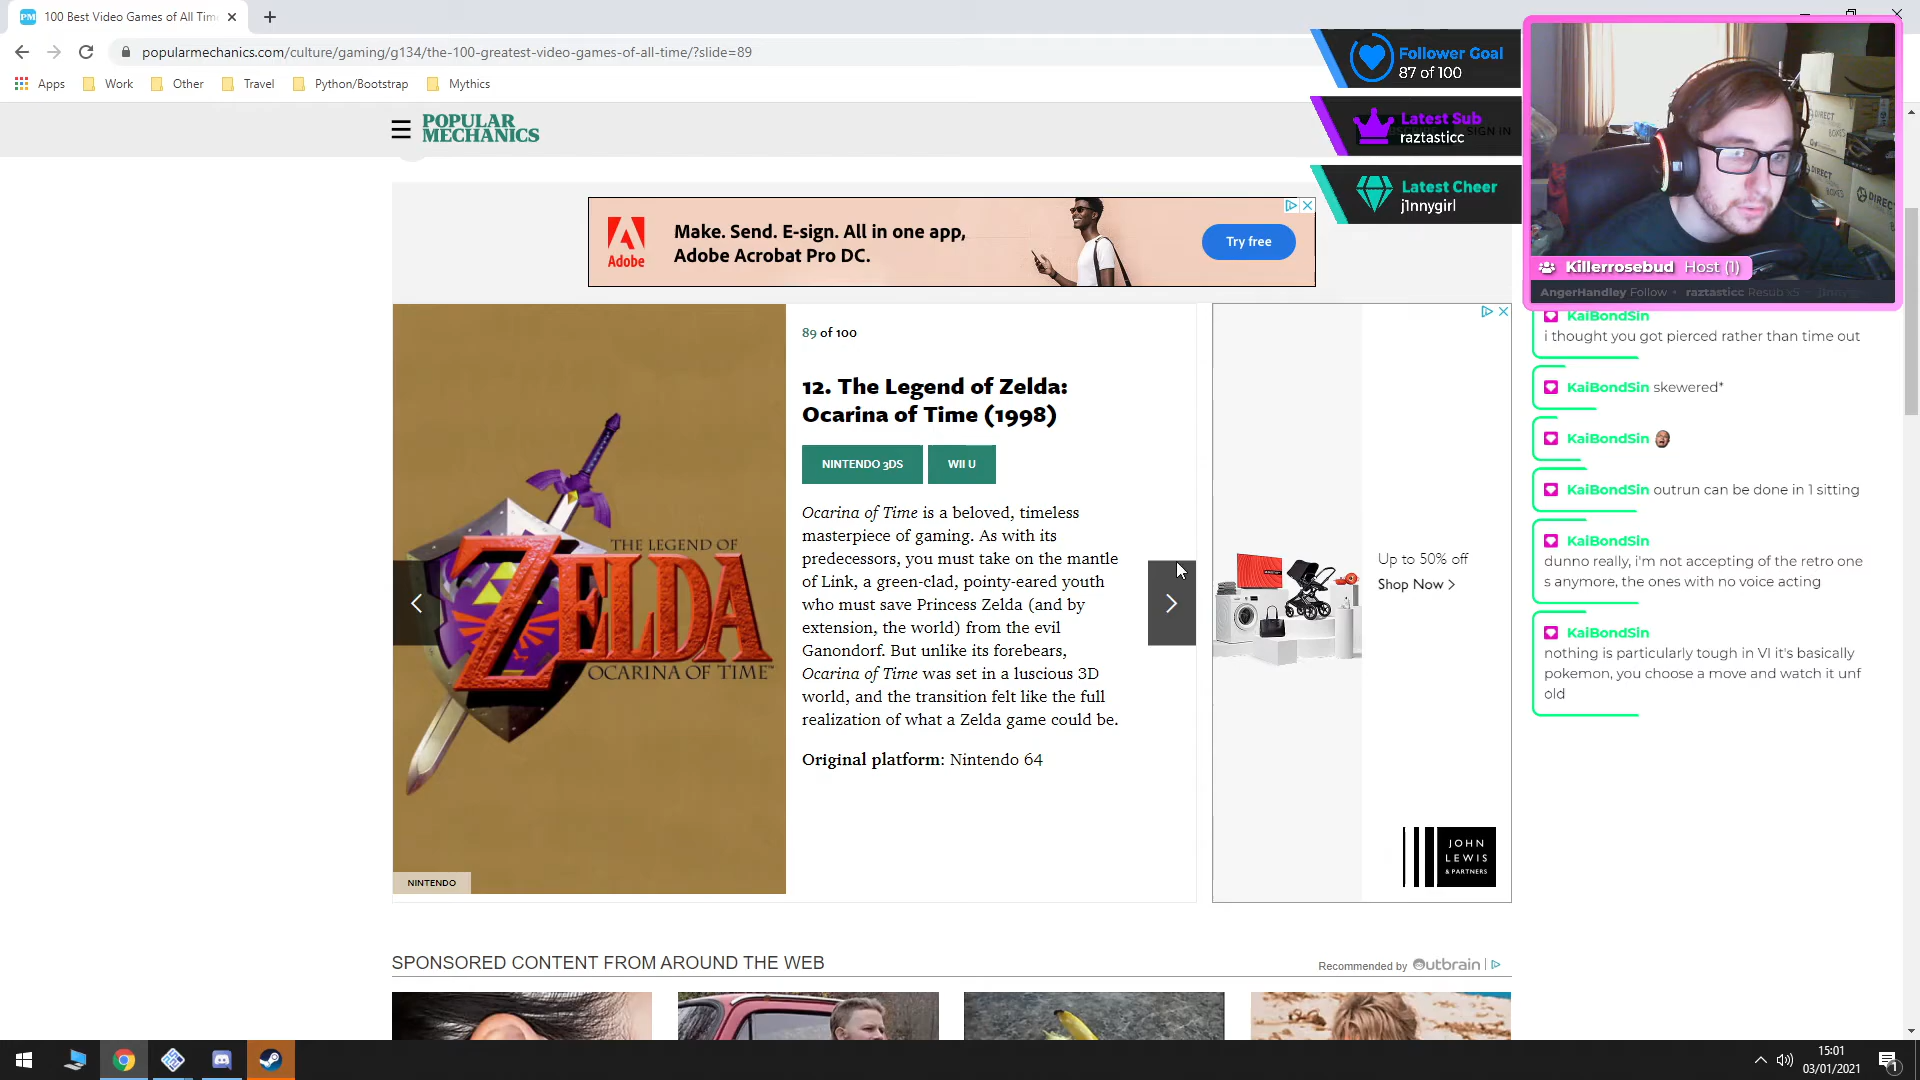 100 Best Video Games of All Tim
popularmechanics.com/culture/gaming/g134/the-100-greatest-video-games-of-all-time/?slide=89
Apps
Work
Other
Travel
Python/Bootstrap
Mythics
POPULAR
MECHANICS
SIGN IN
Follower Goal
87 of 100
Latest Sub
raztasticc
Latest Cheer
j1nnygirl
Adobe
Make. Send. E-sign. All in one app,
Adobe Acrobat Pro DC.
Try free
DIRECT
DIREC
Killerrosebud Host (1)
AngerHandley Follow • raztasticc Resub x5
89 of 100
12. The Legend of Zelda:
Ocarina of Time (1998)
NINTENDO 3DS
WII U
Ocarina of Time is a beloved, timeless
masterpiece of gaming. As with its
predecessors, you must take on the mantle
of Link, a green-clad, pointy-eared youth
who must save Princess Zelda (and by
extension, the world) from the evil
Ganondorf. But unlike its forebears,
Ocarina of Time was set in a luscious 3D
world, and the transition felt like the full
realization of what a Zelda game could be.
Original platform: Nintendo 64
THE LEGEND OF
ZELDA
OCARINA OF TIME™
NINTENDO
Up to 50% off
Shop Now >
JOHN
LEWIS
& PARTNERS
KaiBondSin
i thought you got pierced rather than time out
KaiBondSin skewered*
KaiBondSin
KaiBondSin outrun can be done in 1 sitting
KaiBondSin
dunno really, i'm not accepting of the retro one
s anymore, the ones with no voice acting
KaiBondSin
nothing is particularly tough in VI it's basically
pokemon, you choose a move and watch it unf
old
SPONSORED CONTENT FROM AROUND THE WEB
Recommended by Outbrain
15:01
03/01/2021
1